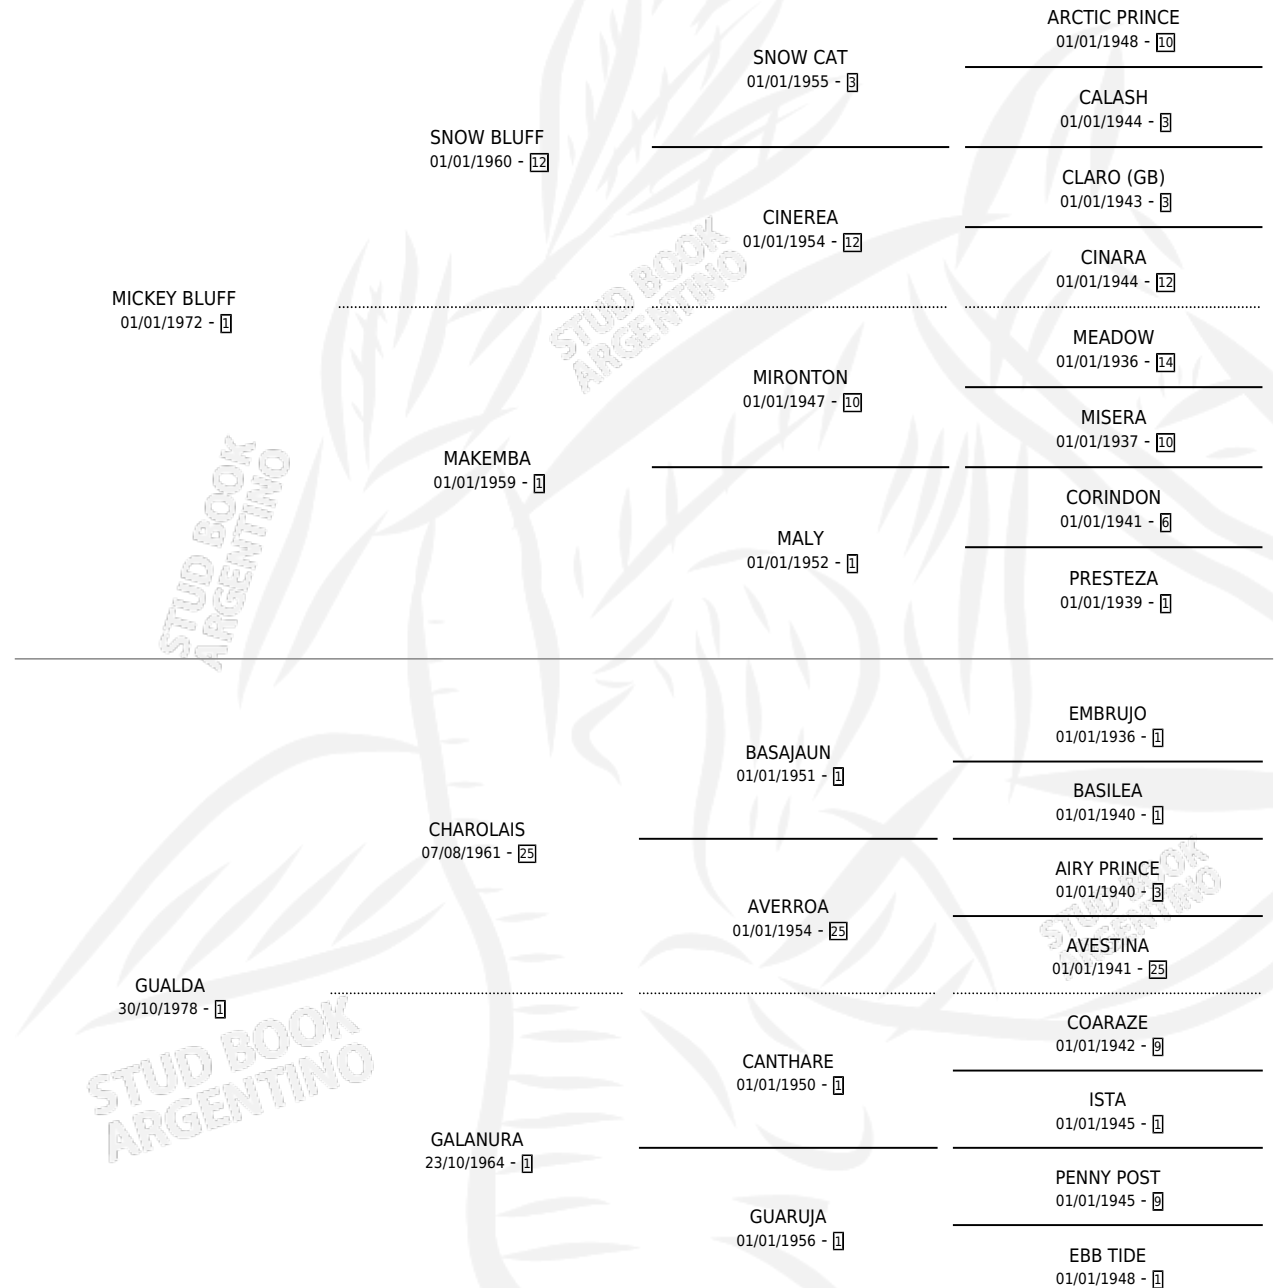 ARCTIC PRINCE
01/01/1948 - 10
SNOW CAT
01/01/1955 - 3
CALASH
01/01/1944 - 3
SNOW BLUFF
01/01/1960 - 12
CLARO (GB)
01/01/1943 - 3
CINEREA
01/01/1954 - 12
CINARA
01/01/1944 - 12
MICKEY BLUFF
01/01/1972 - 1
MEADOW
01/01/1936 - 14
MIRONTON
01/01/1947 - 10
MISERA
01/01/1937 - 10
MAKEMBA
01/01/1959 - 1
CORINDON
01/01/1941 - 6
MALY
01/01/1952 - 1
PRESTEZA
01/01/1939 - 1
STUD BOOK
ARGENTINO
STUD BOOK
ARGENTINO
EMBRUJO
01/01/1936 - 1
BASAJAUN
01/01/1951 - 1
BASILEA
01/01/1940 - 1
CHAROLAIS
07/08/1961 - 25
AIRY PRINCE
01/01/1940 - 3
AVERROA
01/01/1954 - 25
AVESTINA
01/01/1941 - 25
STUD BOOK
ARGENTINO
GUALDA
30/10/1978 - 1
COARAZE
01/01/1942 - 9
CANTHARE
01/01/1950 - 1
ISTA
01/01/1945 - 1
GALANURA
23/10/1964 - 1
PENNY POST
01/01/1945 - 9
GUARUJA
01/01/1956 - 1
EBB TIDE
01/01/1948 - 1
STUD BOOK
ARGENTINO